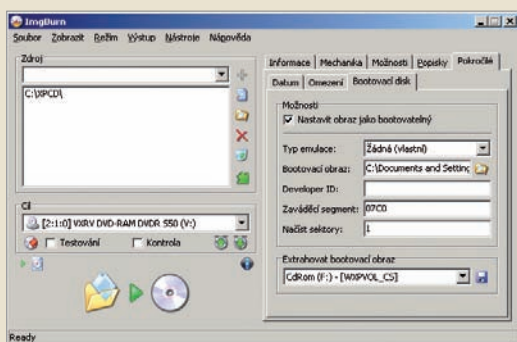 ImgBurn
Soubor Zobrazit Režim Výstup Nástroje Nápověda
Zdroj
C:\XPCD\
Cíl
[2:1:0] VXRV DVD-RAM DVDR 550 (V:)
Testování Kontrola
Informace Mechanika Možnosti Popisky Pokročilé
Datum Omezení Bootovací disk
Možnosti
Nastavit obraz jako bootovatelný
Typ emulace: Žádná (vlastní)
Bootovací obraz: C:\Documents and Setting
Developer ID:
Zaváděcí segment: 07C0
Načíst sektory: 1
Extrahovat bootovací obraz
CdRom (F:) - [WXPVOL_CS]
Ready